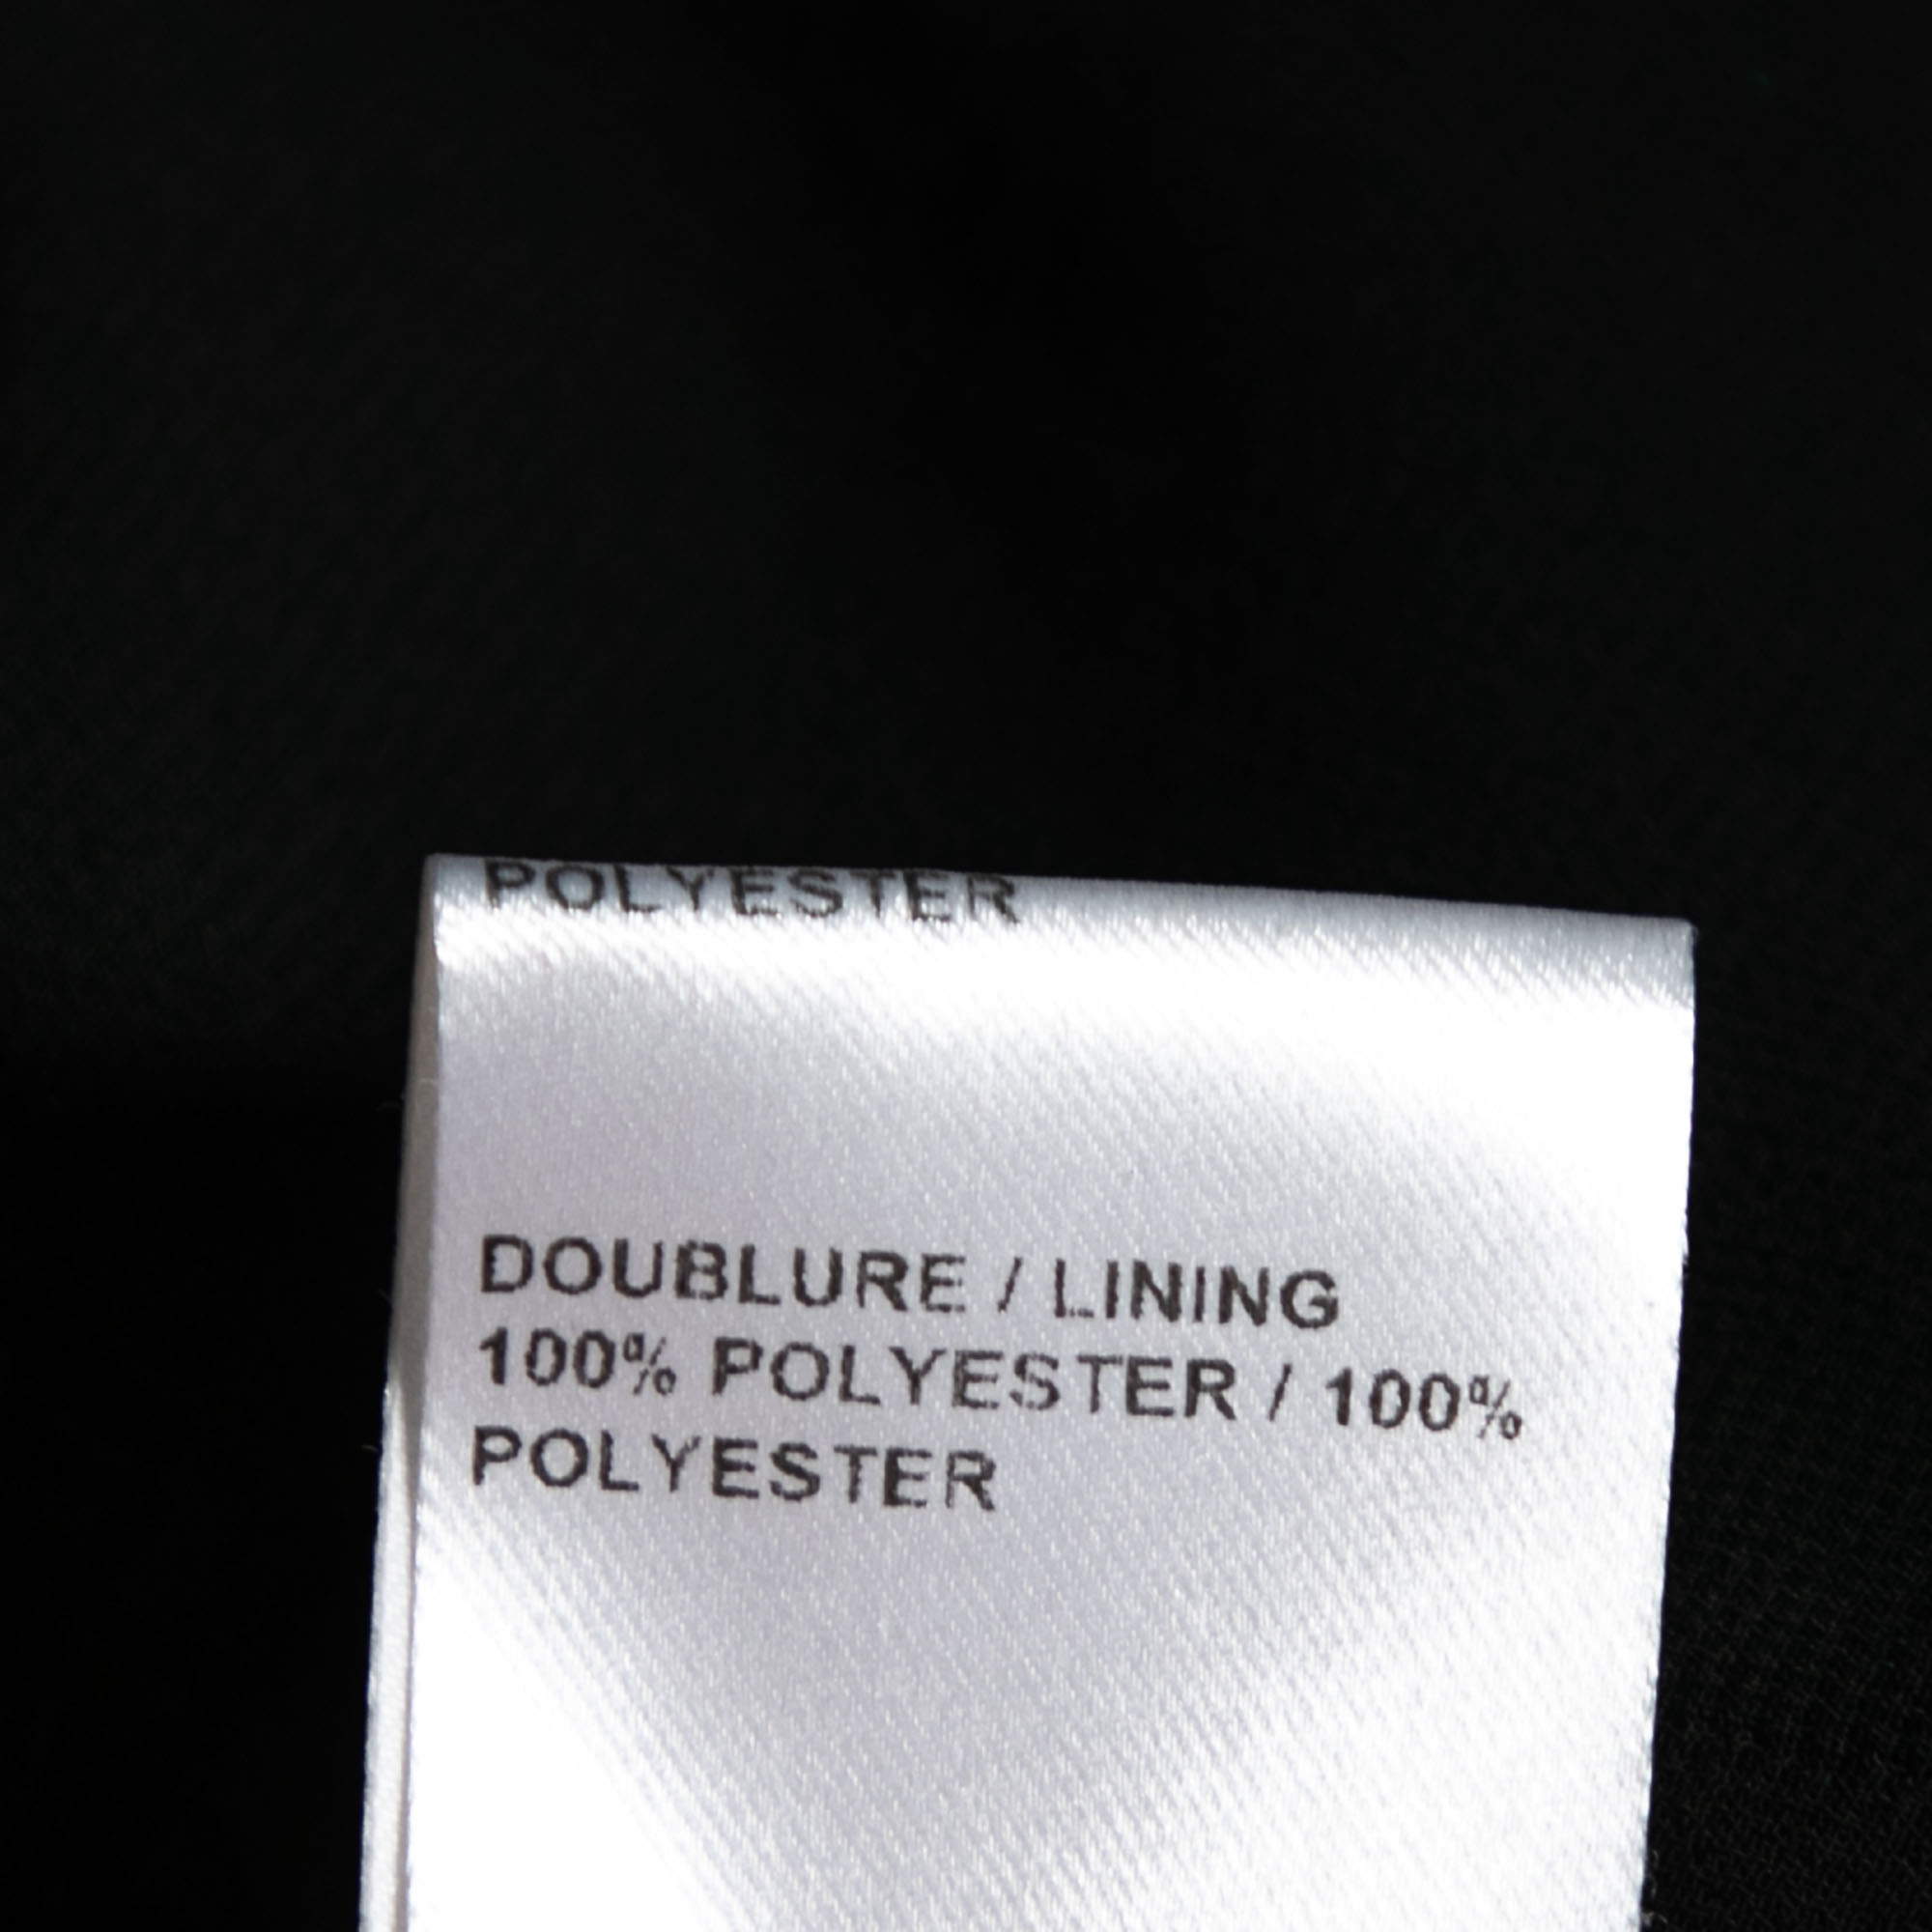 POLYESTER
DOUBLURE / LINING
100% POLYESTER / 100%
POLYESTER